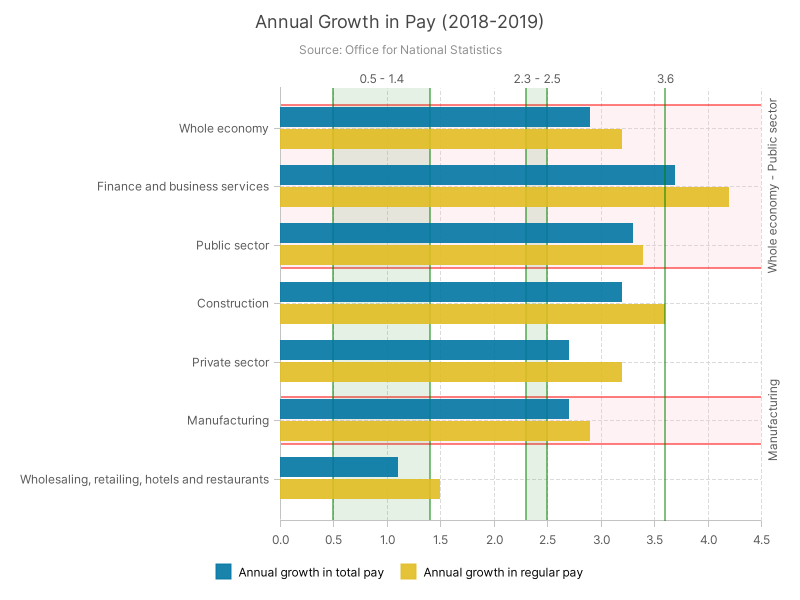 Annual Growth in Pay (2018-2019)
Source: Office for National Statistics
0.5 - 1.4
2.3 - 2.5
3.6
Whole economy
Finance and business services
Public sector
Construction
Private sector
Manufacturing
Wholesaling, retailing, hotels and restaurants
Whole economy - Public sector
Manufacturing
0.0 0.5 1.0 1.5 2.0 2.5 3.0 3.5 4.0 4.5
Annual growth in total pay
Annual growth in regular pay